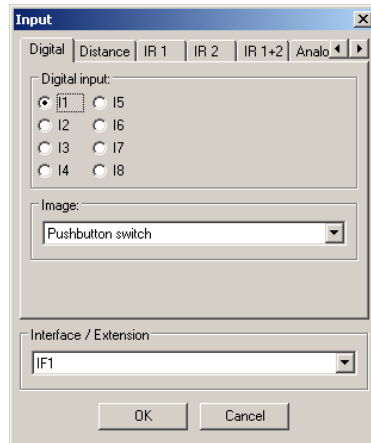 Input
Digital Distance IR 1 IR 2 IR 1+2 Analo
Digital input:
I1 I5
I2 I6
I3 I7
I4 I8
Image:
Pushbutton switch
Interface / Extension
IF1
OK Cancel